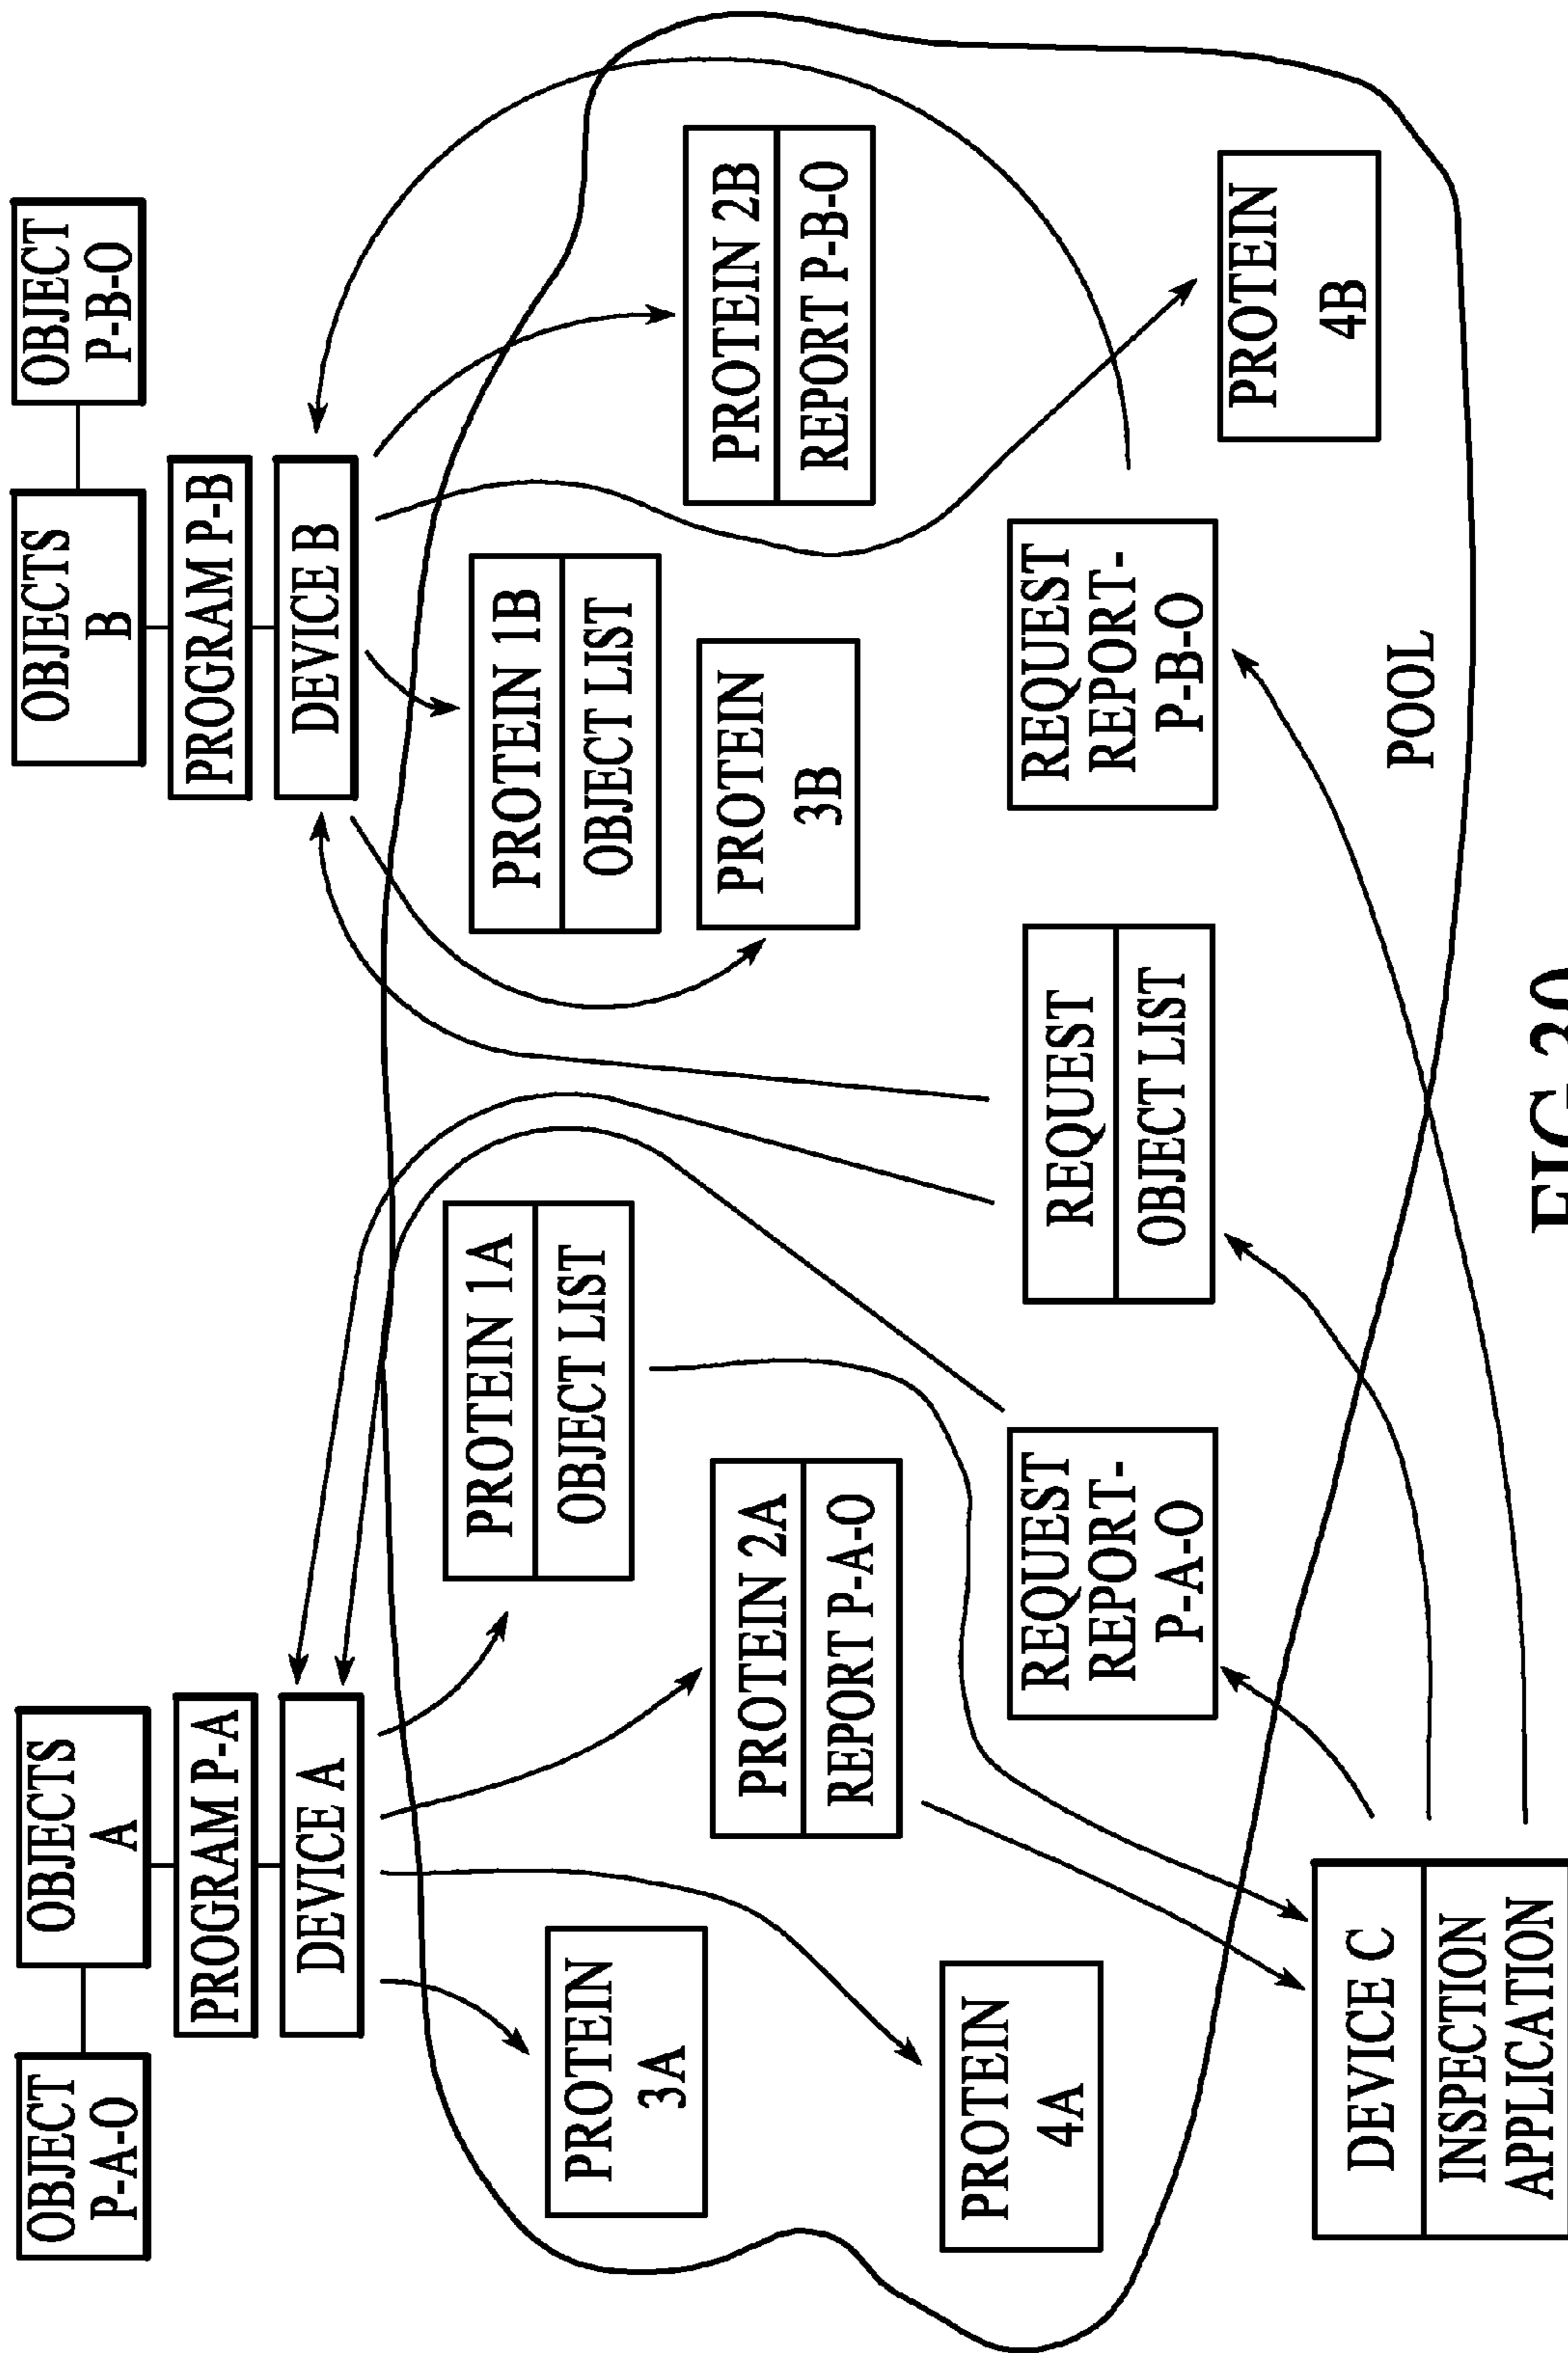 OBJECT
P-A-O
OBJECTS
A
OBJECTS
B
OBJECT
P-B-O
PROGRAM P-A
PROGRAM P-B
DEVICE A
DEVICE B
PROTEIN 1A
OBJECT LIST
PROTEIN 1B
OBJECT LIST
PROTEIN
3A
PROTEIN 2A
REPORT P-A-O
PROTEIN
3B
PROTEIN 2B
REPORT P-B-O
PROTEIN
4A
REQUEST
REPORT-
P-A-O
REQUEST
OBJECT LIST
REQUEST
REPORT-
P-B-O
PROTEIN
4B
DEVICE C
INSPECTION
APPLICATION
POOL
FIG.30